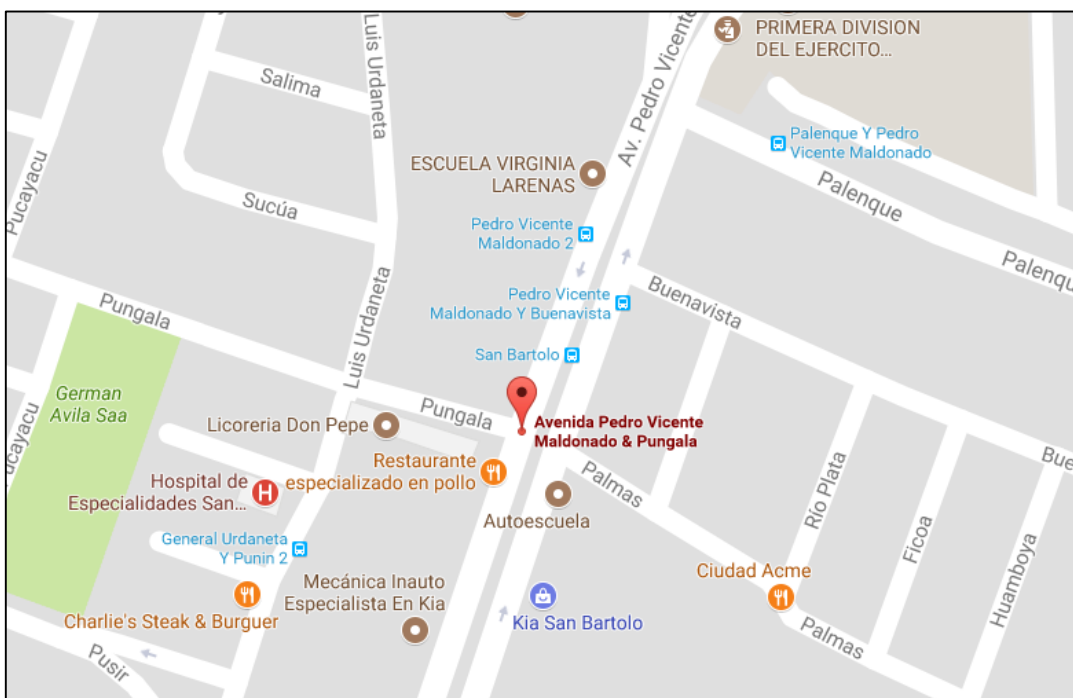 PRIMERA DIVISION
DEL EJERCITO...
Luis Urdaneta
Salima
Av. Pedro Vicente
Palenque Y Pedro
Vicente Maldonado
Pucayacu
ESCUELA VIRGINIA
LARENAS
Palenque
Sucúa
Pedro Vicente
Maldonado 2
Palenqu
Luis Urdaneta
Pedro Vicente
Maldonado Y Buenavista
Buenavista
Pungala
San Bartolo
German
Avila Saa
Pungala
Avenida Pedro Vicente
Maldonado & Pungala
Licoreria Don Pepe
Pucayacu
Restaurante
especializado en pollo
Bue
Hospital de
Especialidades San...
H
Palmas
Río Plata
Autoescuela
General Urdaneta
Y Punin 2
Ficoa
Huamboya
Ciudad Acme
Mecánica Inauto
Especialista En Kia
Charlie's Steak & Burguer
Kia San Bartolo
Palmas
Pusir